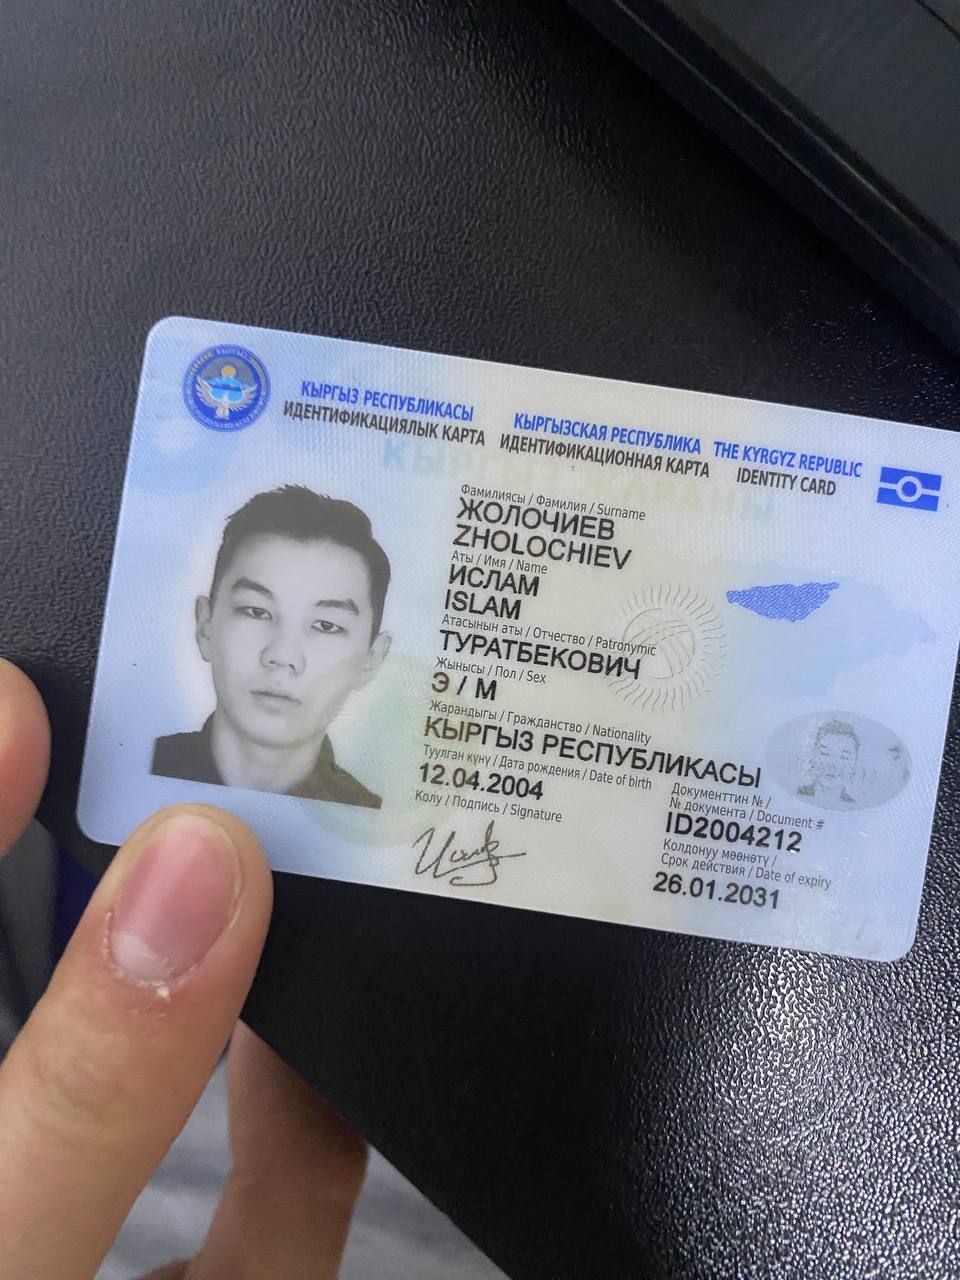 КЫРГЫЗ РЕСПУБЛИКАСЫ
ИДЕНТИФИКАЦИЯЛЫК КАРТА
КЫРГЫЗСКАЯ РЕСПУБЛИКА
ИДЕНТИФИКАЦИОННАЯ КАРТА
THE KYRGYZ REPUBLIC
IDENTITY CARD
Фамилиясы / Фамилия / Surname
ЖОЛОЧИЕВ
ZHOLOCHIEV
Аты / Имя / Name
ИСЛАМ
ISLAM
Атасынын аты / Отчество / Patronymic
ТУРАТБЕКОВИЧ
Жынысы / Пол / Sex
Э / М
Жарандыгы / Гражданство / Nationality
КЫРГЫЗ РЕСПУБЛИКАСЫ
Туулган күнү / Дата рождения / Date of birth
12.04.2004
Колу / Подпись / Signature
Документтин № /
№ документа / Document #
ID2004212
Колдонуу мөөнөтү /
Срок действия / Date of expiry
26.01.2031